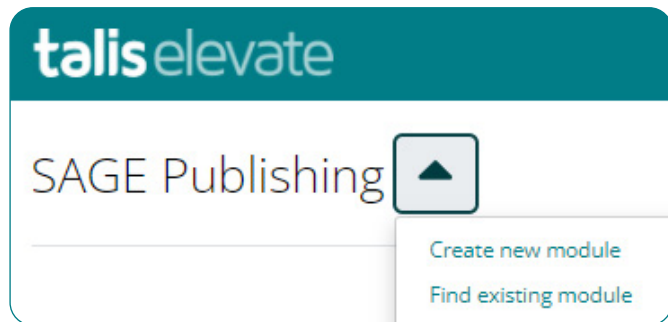 talis elevate
SAGE Publishing
Create new module
Find existing module